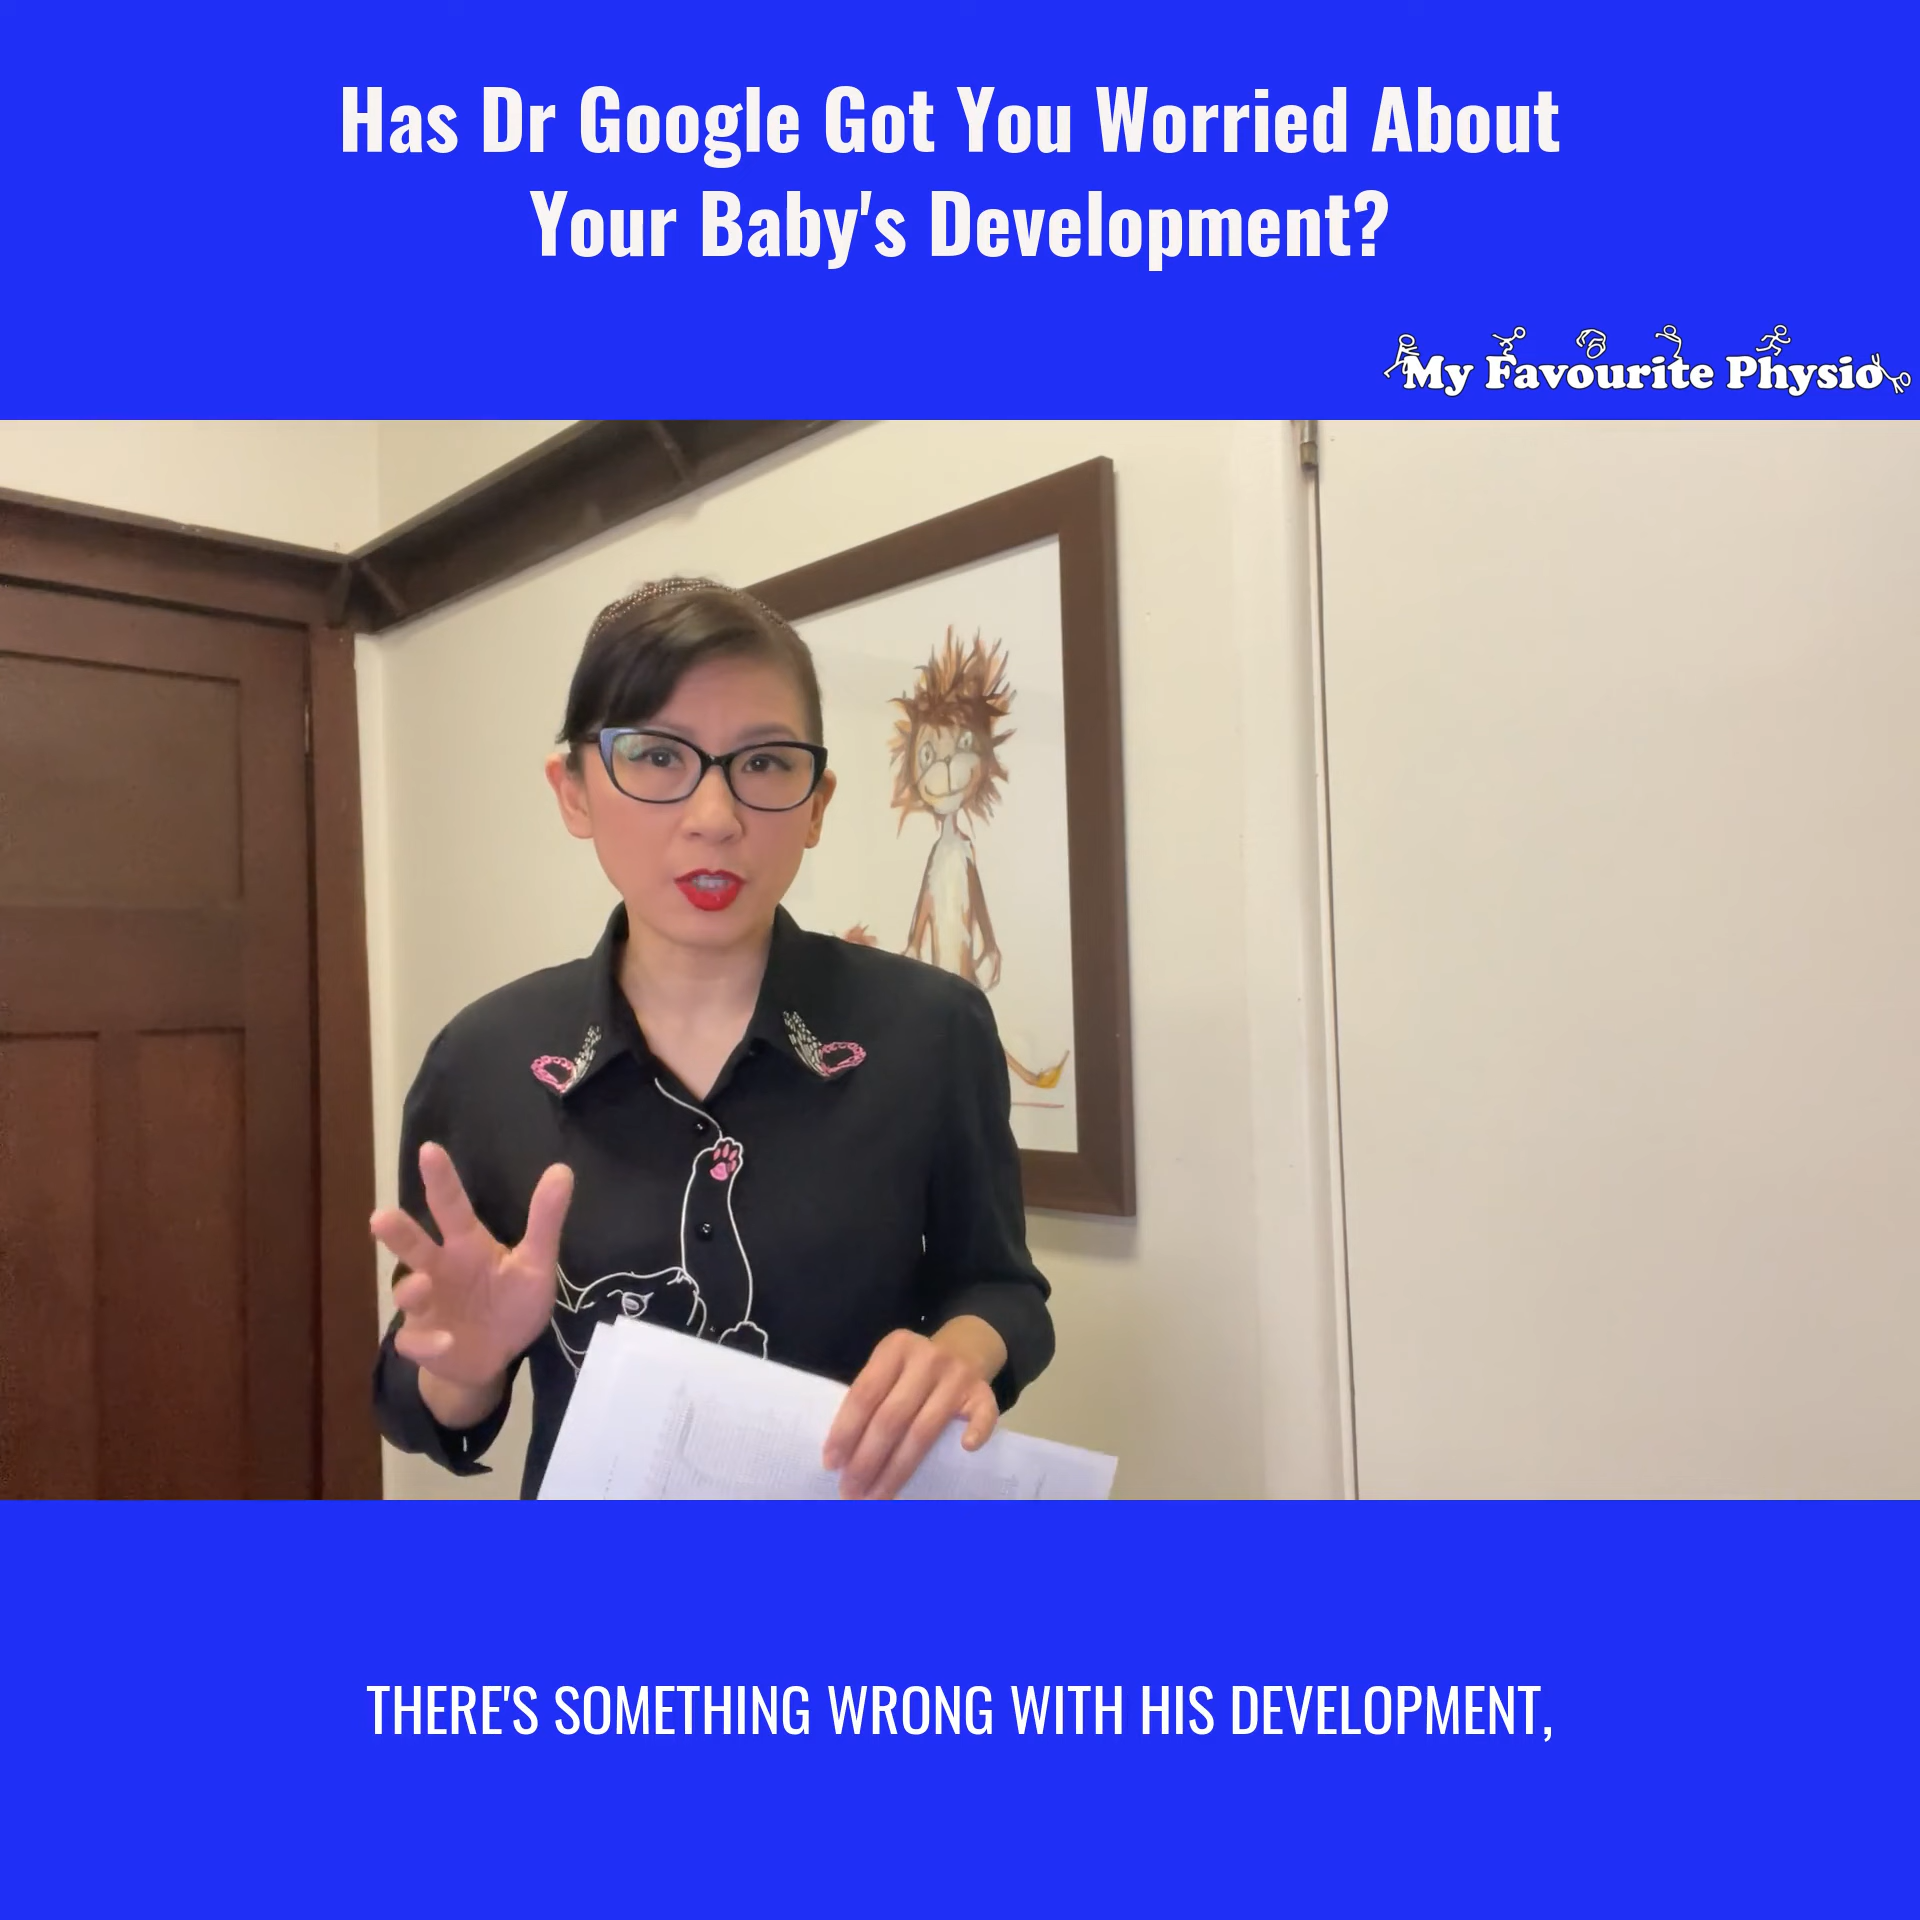 Has Dr Google Got You Worried About
Your Baby's Development?
My Favourite Physio
THERE'S SOMETHING WRONG WITH HIS DEVELOPMENT,